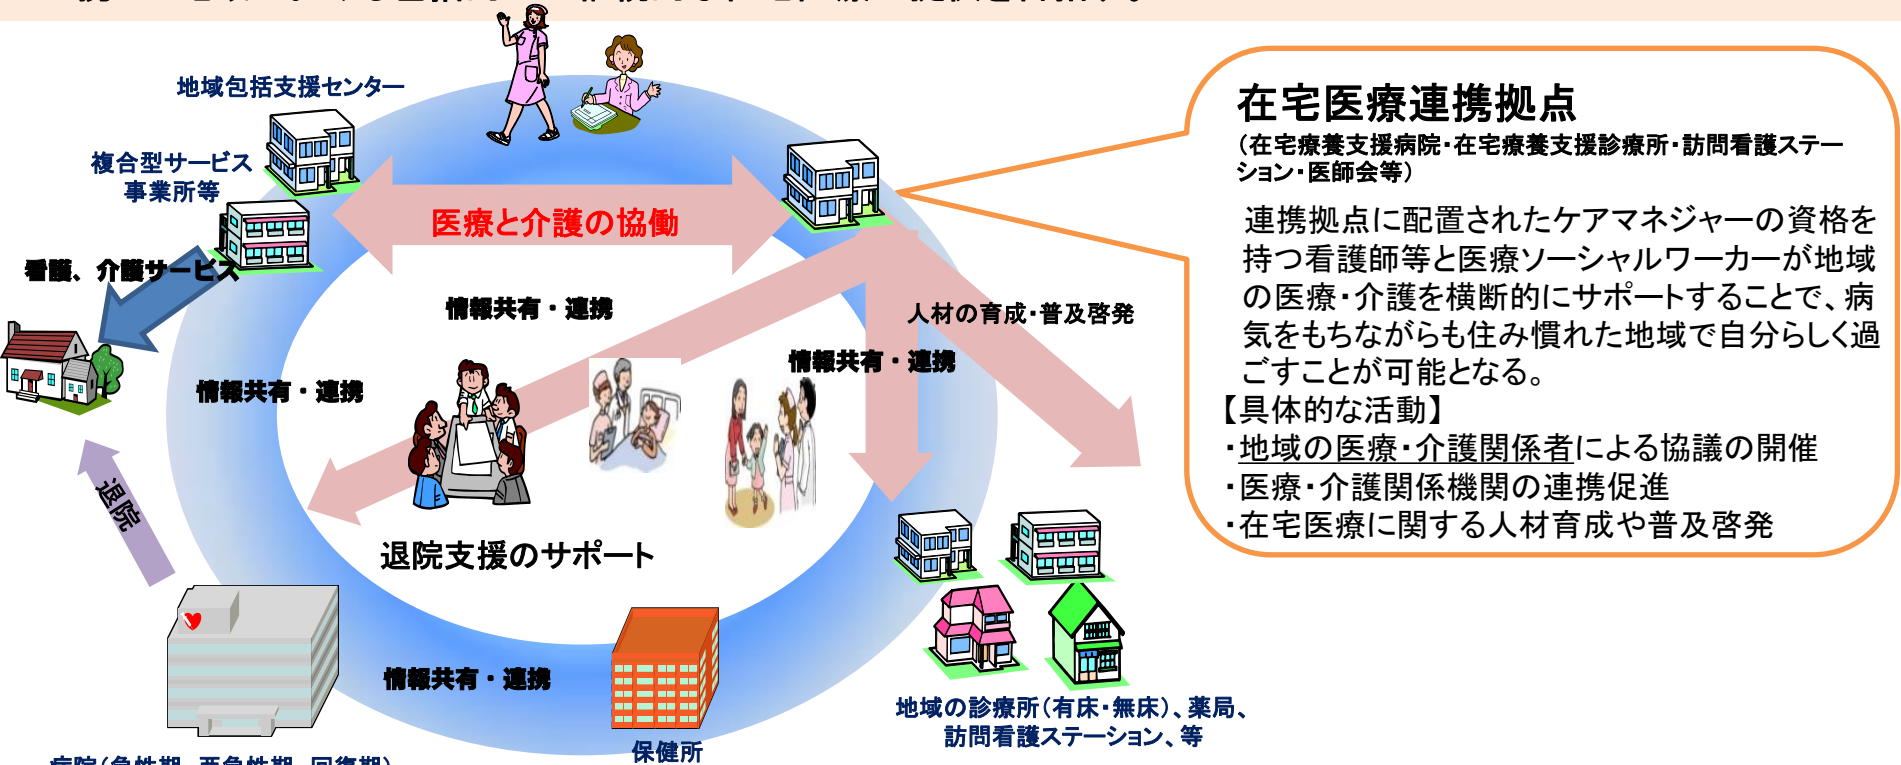 地域包括支援センター
複合型サービス
事業所等
医療と介護の協働
看護、介護サービス
情報共有・連携
人材の育成・普及啓発
情報共有・連携
情報共有・連携
退院
退院支援のサポート
情報共有・連携
保健所
地域の診療所(有床・無床)、薬局、
訪問看護ステーション、等
病院(急性期、亜急性期、回復期)
在宅医療連携拠点
(在宅療養支援病院・在宅療養支援診療所・訪問看護ステー
ション・医師会等)
連携拠点に配置されたケアマネジャーの資格を
持つ看護師等と医療ソーシャルワーカーが地域
の医療・介護を横断的にサポートすることで、病
気をもちながらも住み慣れた地域で自分らしく過
ごすことが可能となる。
【具体的な活動】
・地域の医療・介護関係者による協議の開催
・医療・介護関係機関の連携促進
・在宅医療に関する人材育成や普及啓発